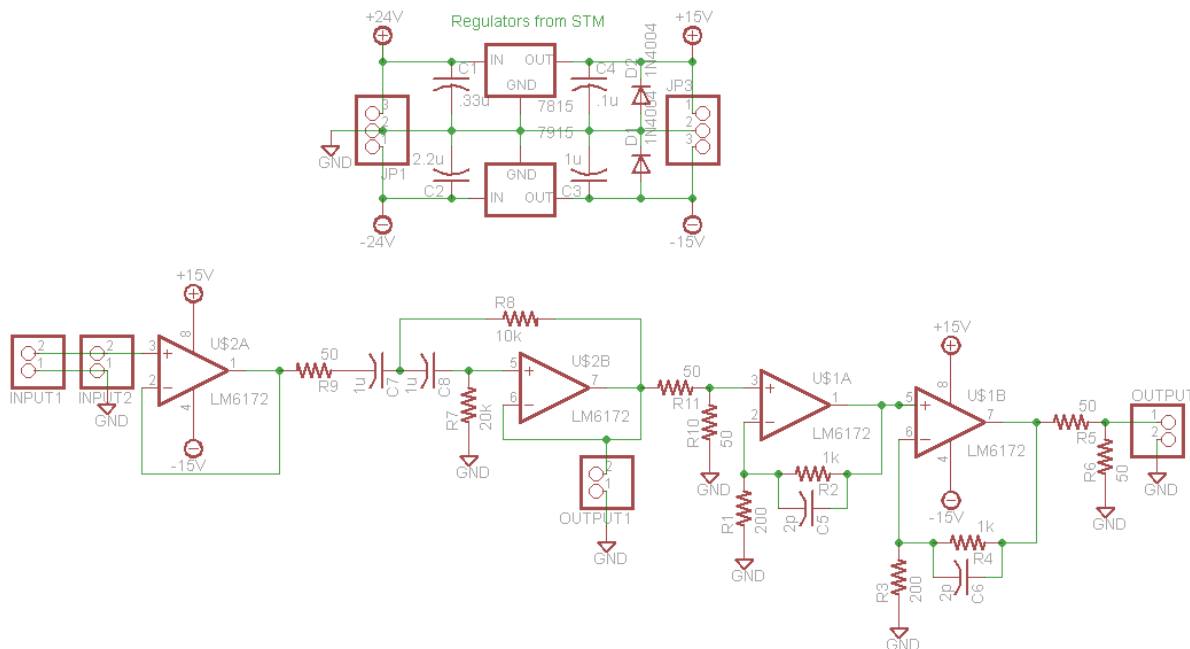 +24V
Regulators from STM
+15V
IN
OUT
GND
C1
.33u
7815
C4
.1u
D2
1N4004
JP3
1
2
3
3
2
1
JP1
GND
7915
2.2u
C2
GND
IN
OUT
1u
C3
D1
1N4004
-24V
-15V
+15V
8
U$2A
3
2
1
4
LM6172
-15V
2
1
INPUT1
2
1
INPUT2
GND
50
R9
1u
C7
1u
C8
R8
10k
R7
20k
GND
5
6
7
U$2B
LM6172
2
1
OUTPUT1
GND
50
R11
R10
50
GND
3
2
1
U$1A
LM6172
1k
R2
2p
C5
R1
200
GND
+15V
8
U$1B
5
6
7
4
LM6172
-15V
1k
R4
2p
C6
R3
200
GND
50
R5
R6
50
GND
OUTPUT
1
2
GND